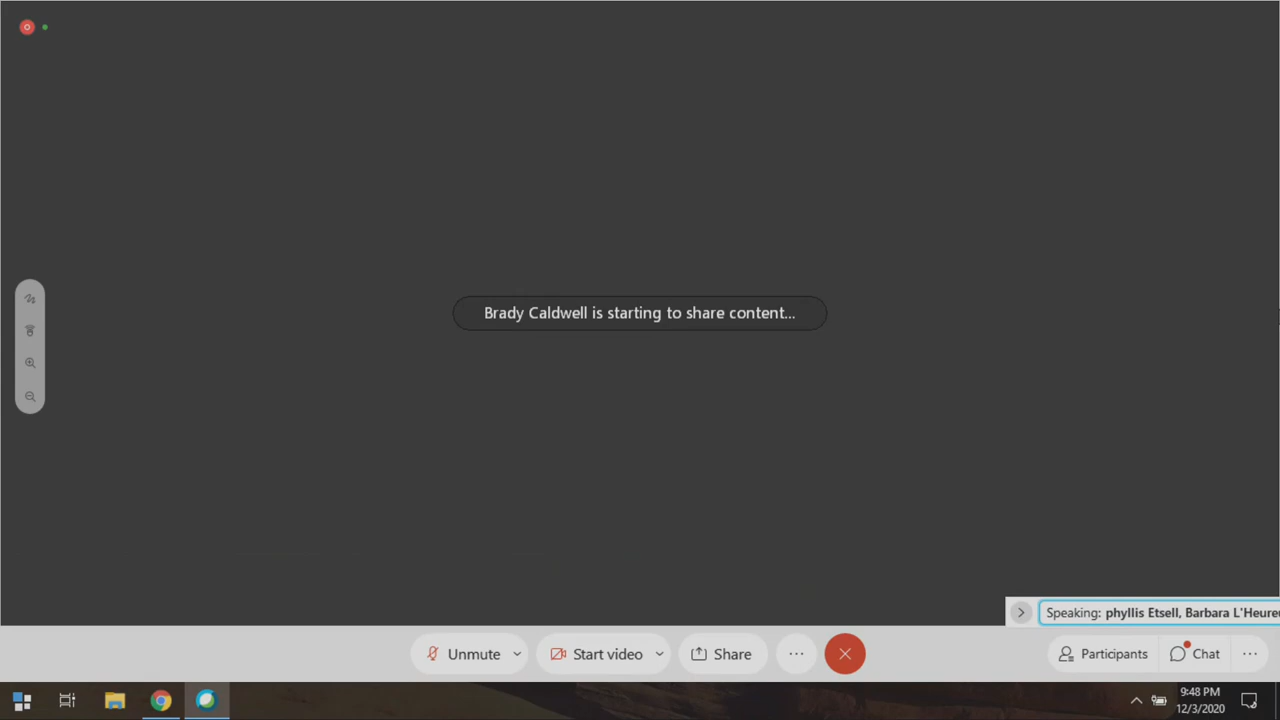 Brady Caldwell is starting to share content...
Speaking: phyllis Etsell, Barbara L'Heure
Unmute
Start video
Share
Participants
Chat
9:48 PM
12/3/2020